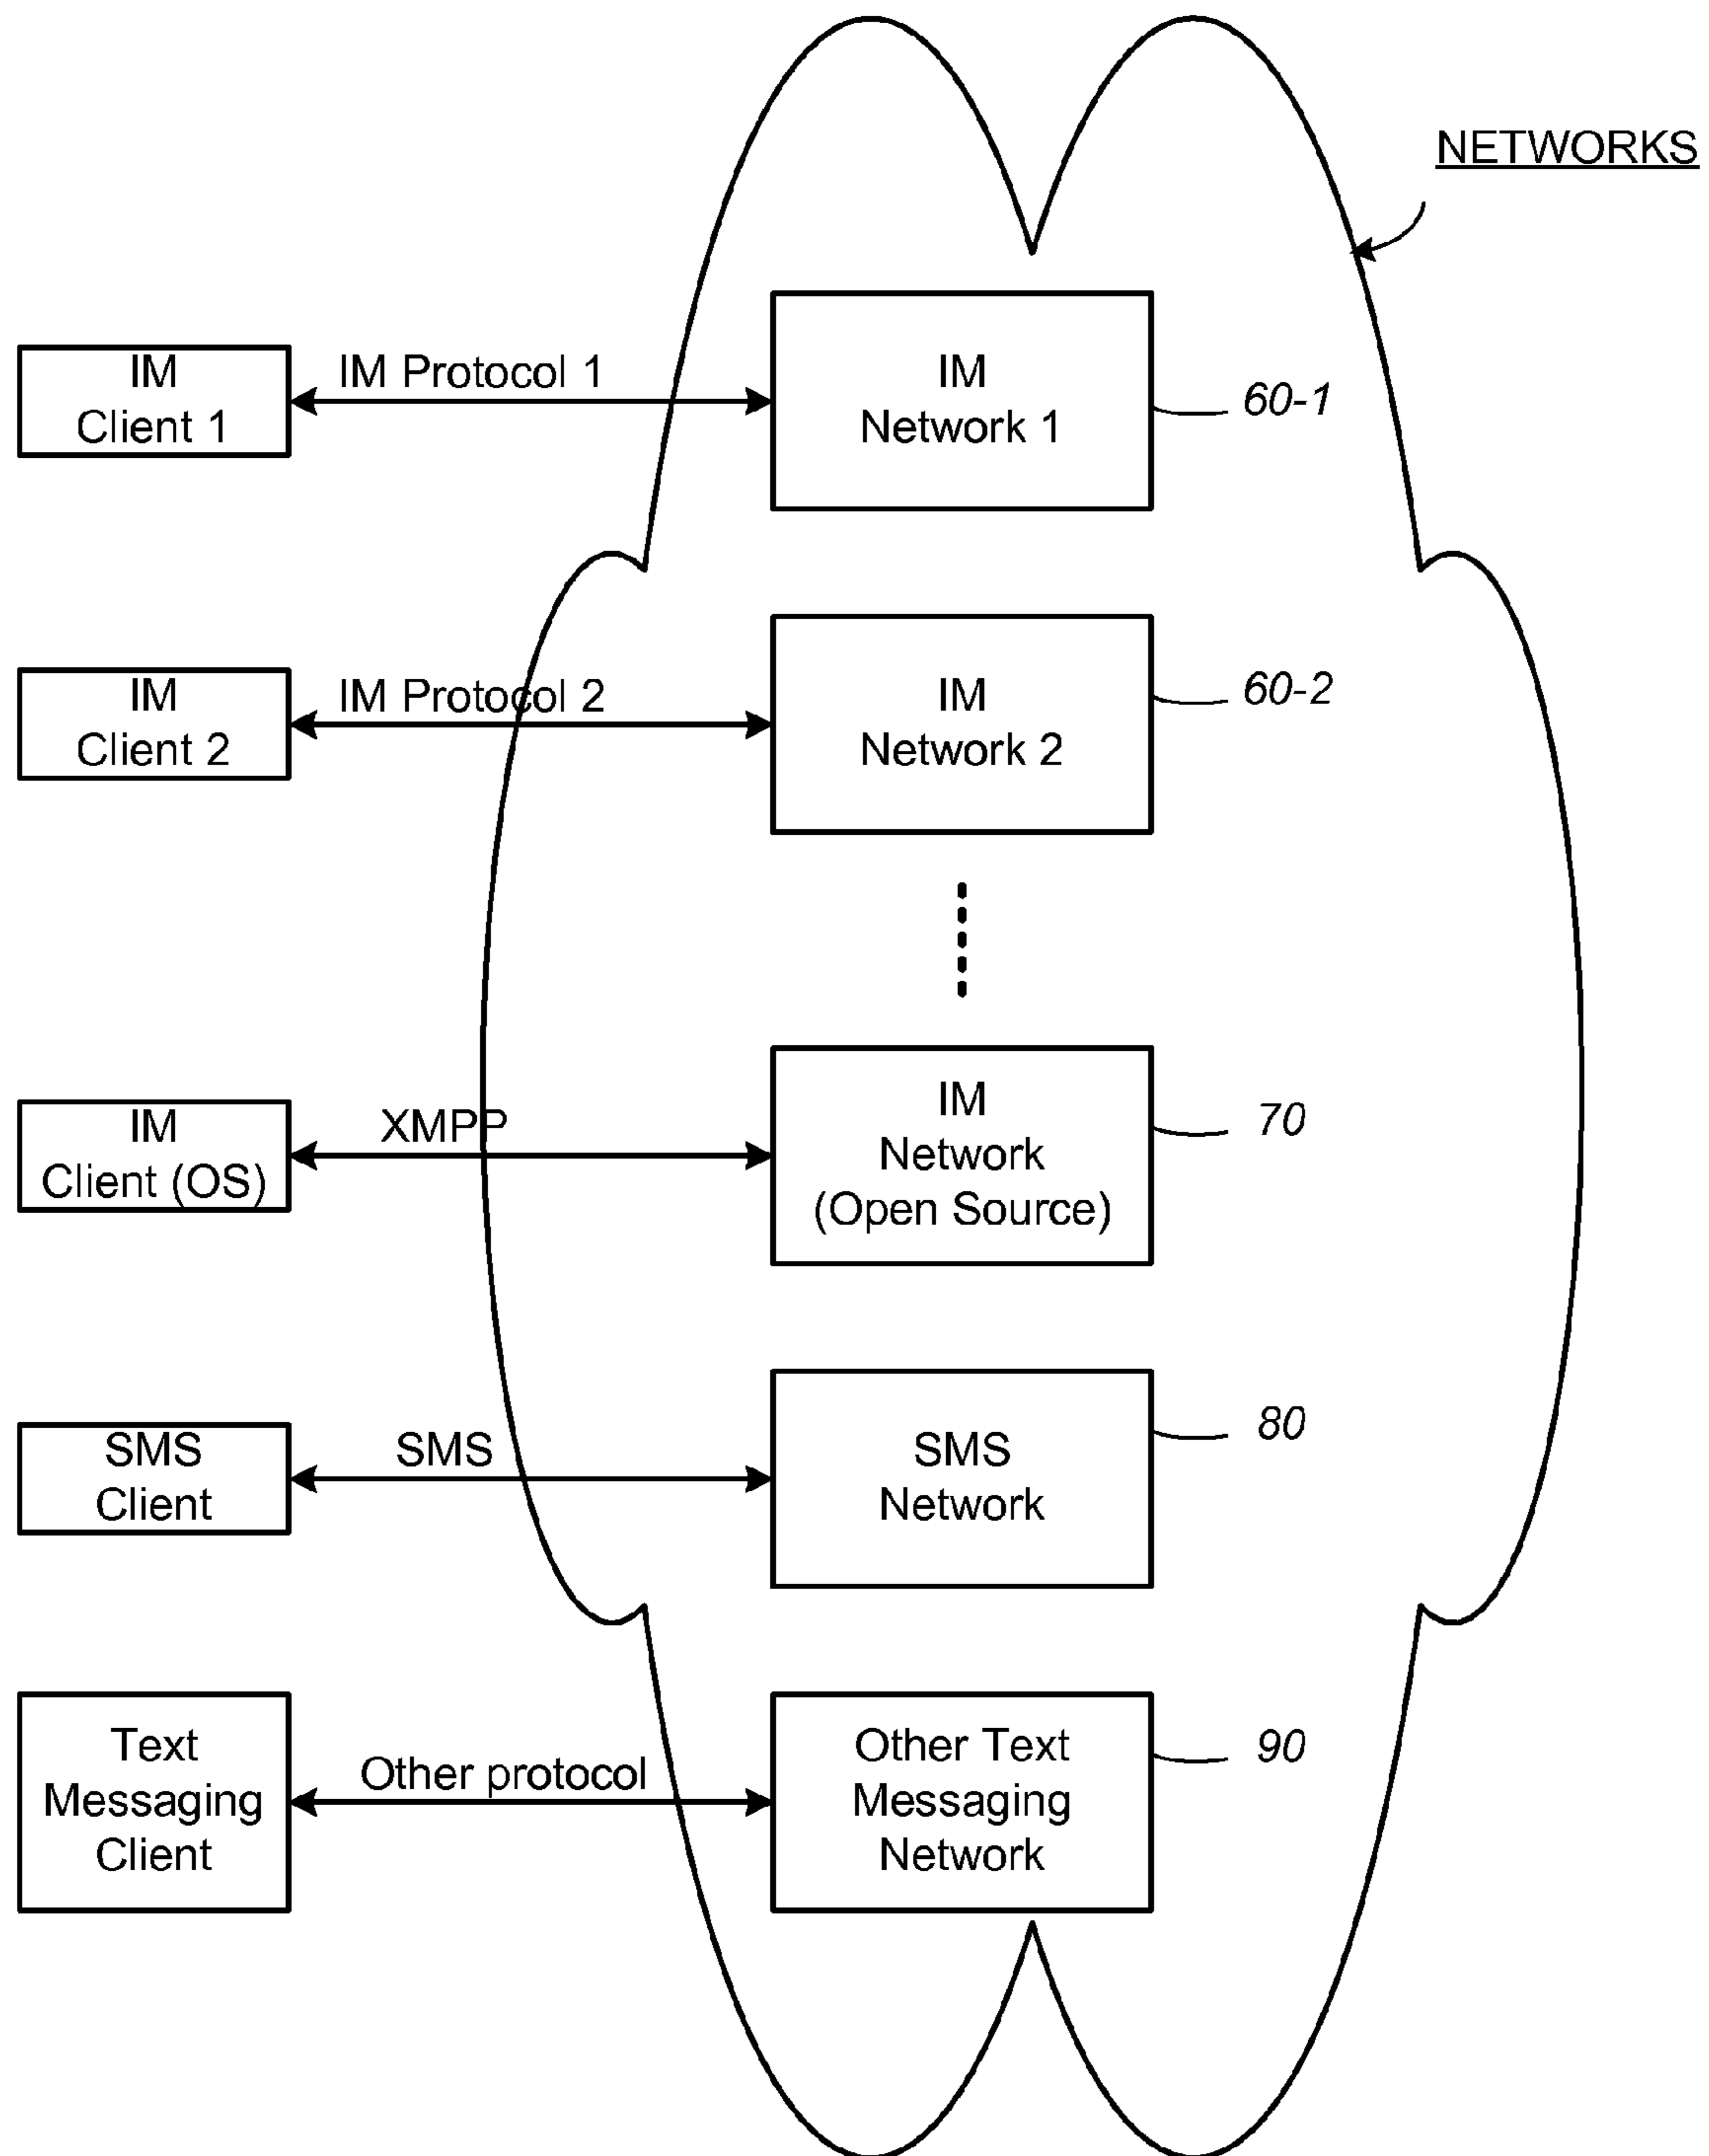 NETWORKS
IM
Client 1
IM Protocol 1
IM
Network 1
60-1
IM
Client 2
IM Protocol 2
IM
Network 2
60-2
IM
Client (OS)
XMPP
IM
Network
(Open Source)
70
SMS
Client
SMS
SMS
Network
80
Text
Messaging
Client
Other protocol
Other Text
Messaging
Network
90